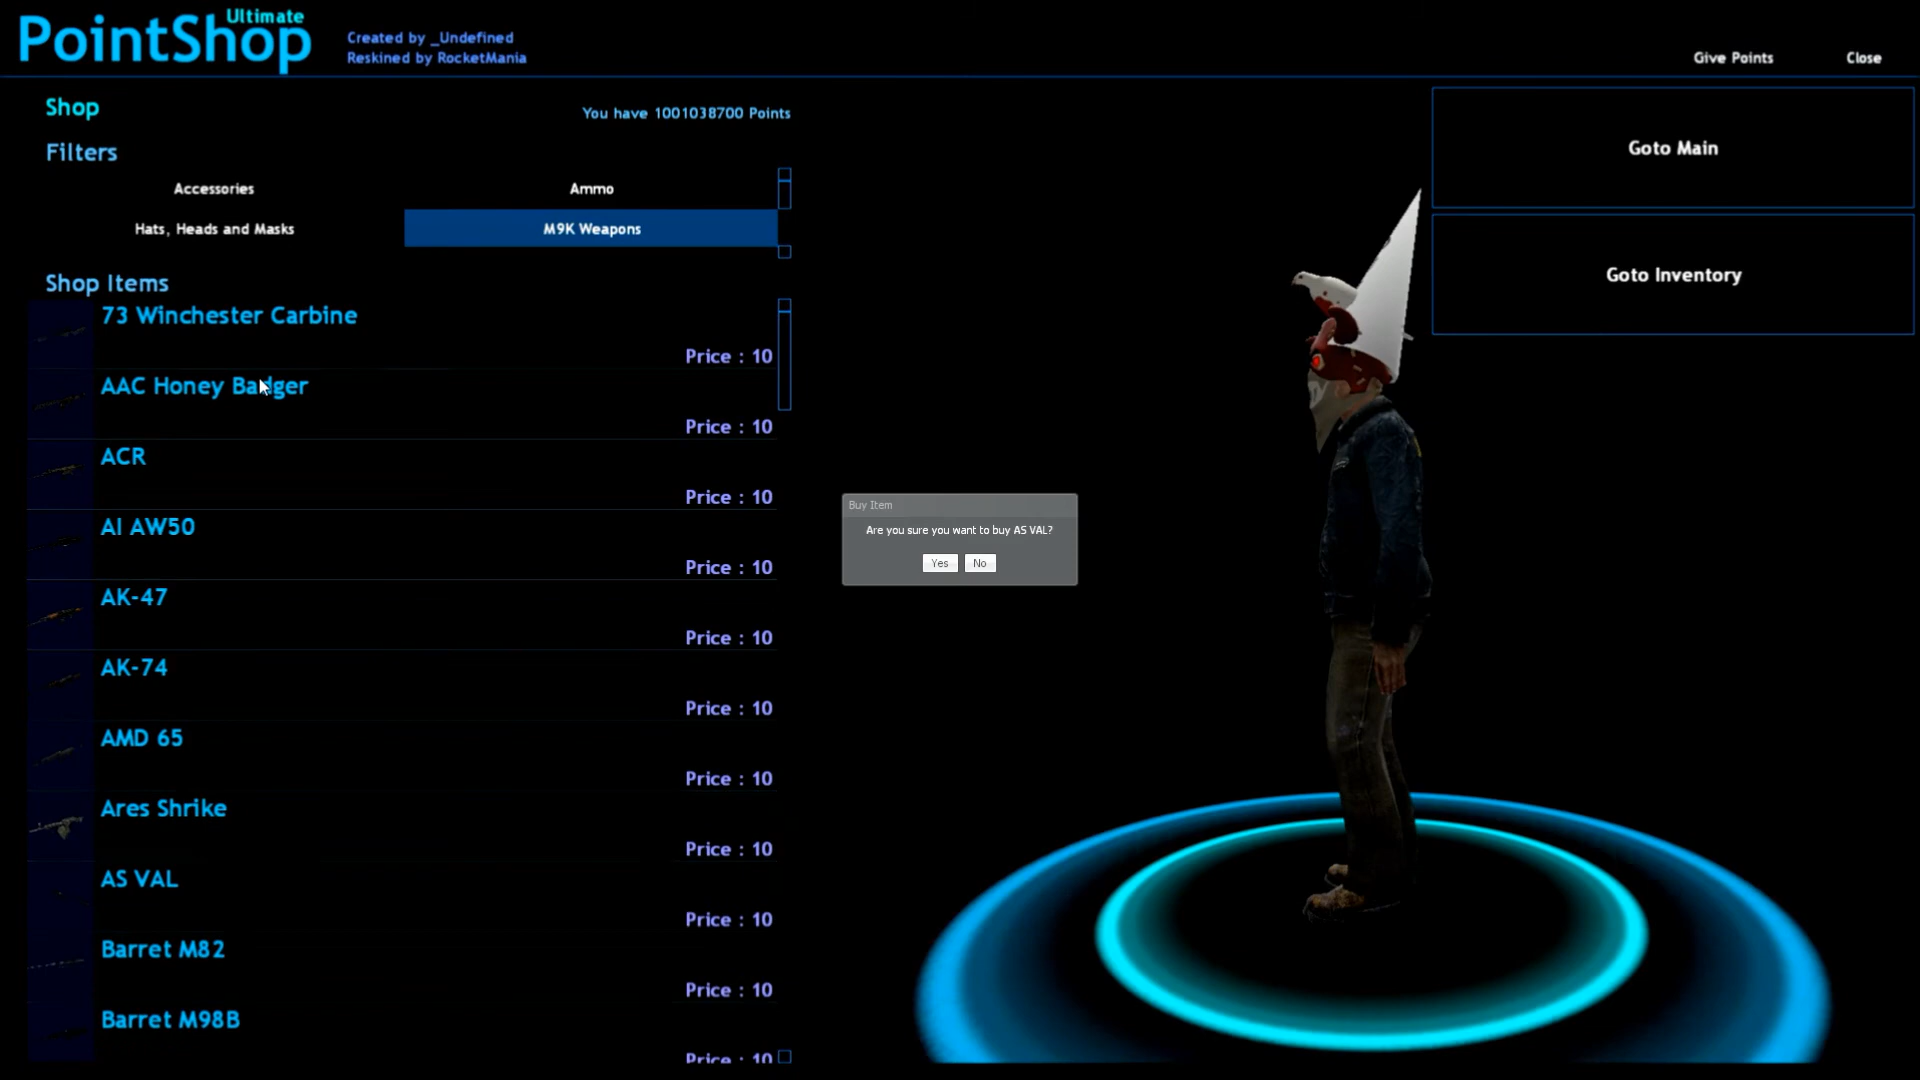 Ultimate
PointShop
Created by _Undefined
Reskined by RocketMania
Give Points
Close
Shop
You have 1001038700 Points
Filters
Accessories
Ammo
Hats, Heads and Masks
M9K Weapons
Goto Main
Goto Inventory
Shop Items
73 Winchester Carbine
Price : 10
AAC Honey Badger
Price : 10
ACR
Price : 10
AI AW50
Price : 10
AK-47
Price : 10
AK-74
Price : 10
AMD 65
Price : 10
Ares Shrike
Price : 10
AS VAL
Price : 10
Barret M82
Price : 10
Barret M98B
Price : 10
Buy Item
Are you sure you want to buy AS VAL?
Yes
No